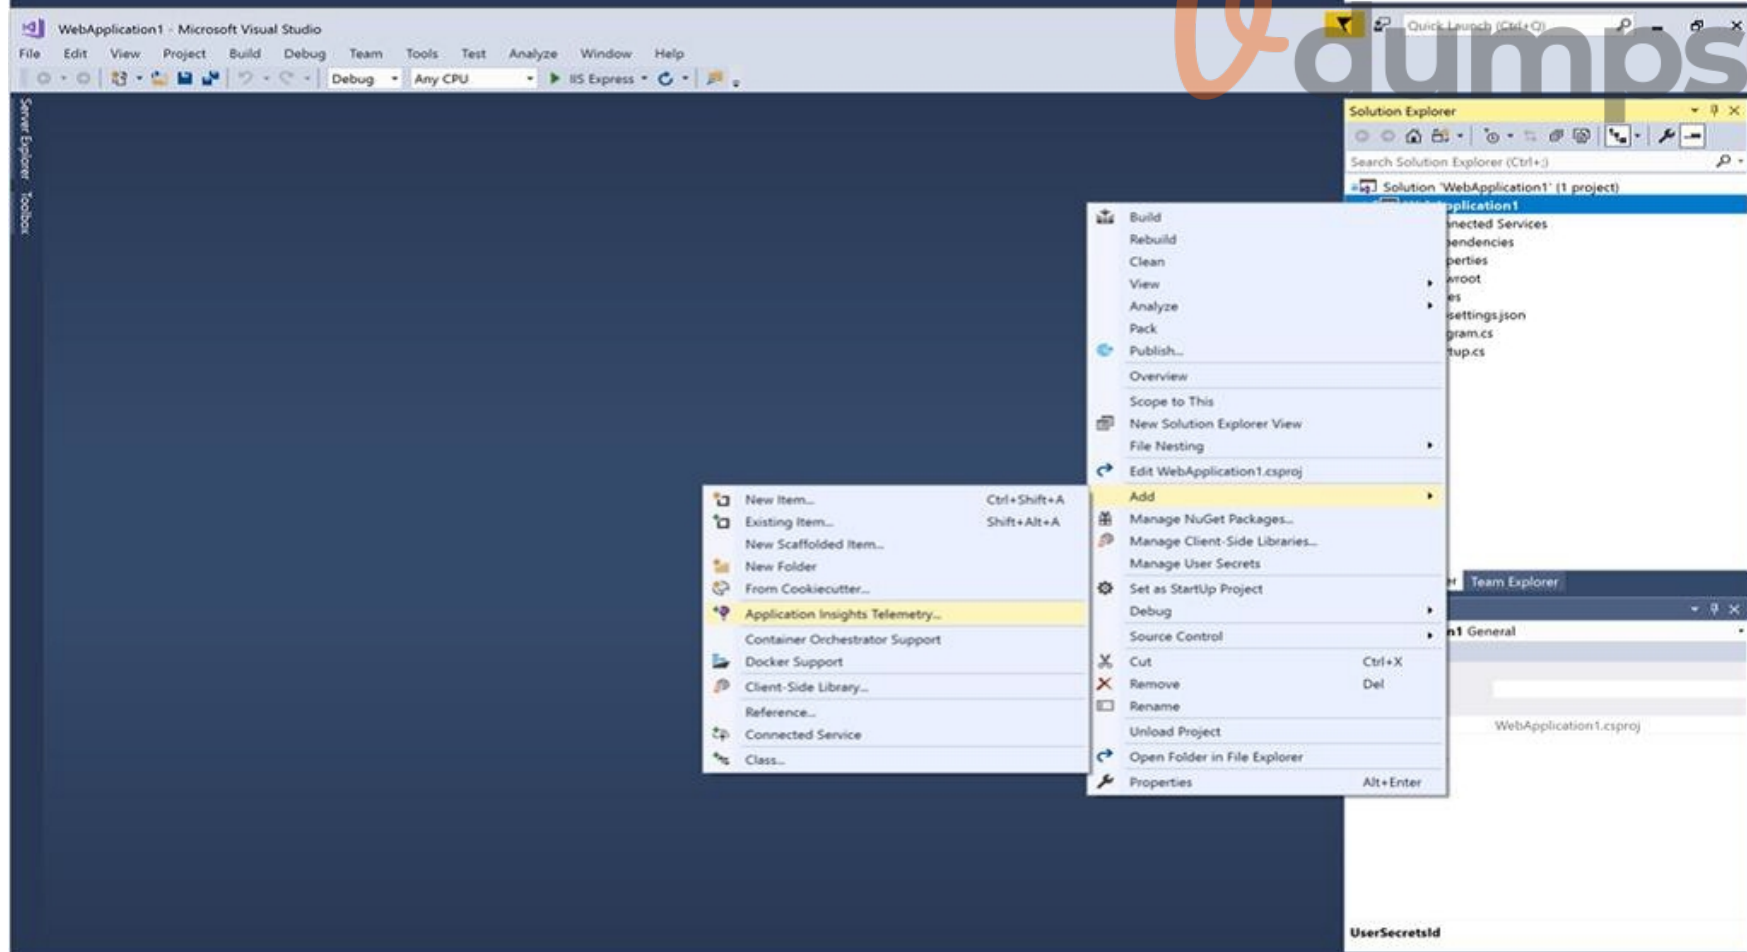 WebApplication1 - Microsoft Visual Studio
Quick Launch (Ctrl+Q)
dumps
File Edit View Project Build Debug Team Tools Test Analyze Window Help
Debug Any CPU IIS Express
Server Explorer
Toolbox
Solution Explorer
Search Solution Explorer (Ctrl+;)
Solution 'WebApplication1' (1 project)
pplication1
nnected Services
endencies
perties
wroot
es
settings.json
gram.cs
tup.cs
Build
Rebuild
Clean
View
Analyze
Pack
Publish...
Overview
Scope to This
New Solution Explorer View
File Nesting
Edit WebApplication1.csproj
Add
Manage NuGet Packages...
Manage Client-Side Libraries...
Manage User Secrets
Set as StartUp Project
Debug
Source Control
Cut Ctrl+X
Remove Del
Rename
Unload Project
Open Folder in File Explorer
Properties Alt+Enter
New Item... Ctrl+Shift+A
Existing Item... Shift+Alt+A
New Scaffolded Item...
New Folder
From Cookiecutter...
Application Insights Telemetry...
Container Orchestrator Support
Docker Support
Client-Side Library...
Reference...
Connected Service
Class...
er Team Explorer
n1 General
WebApplication1.csproj
UserSecretsId